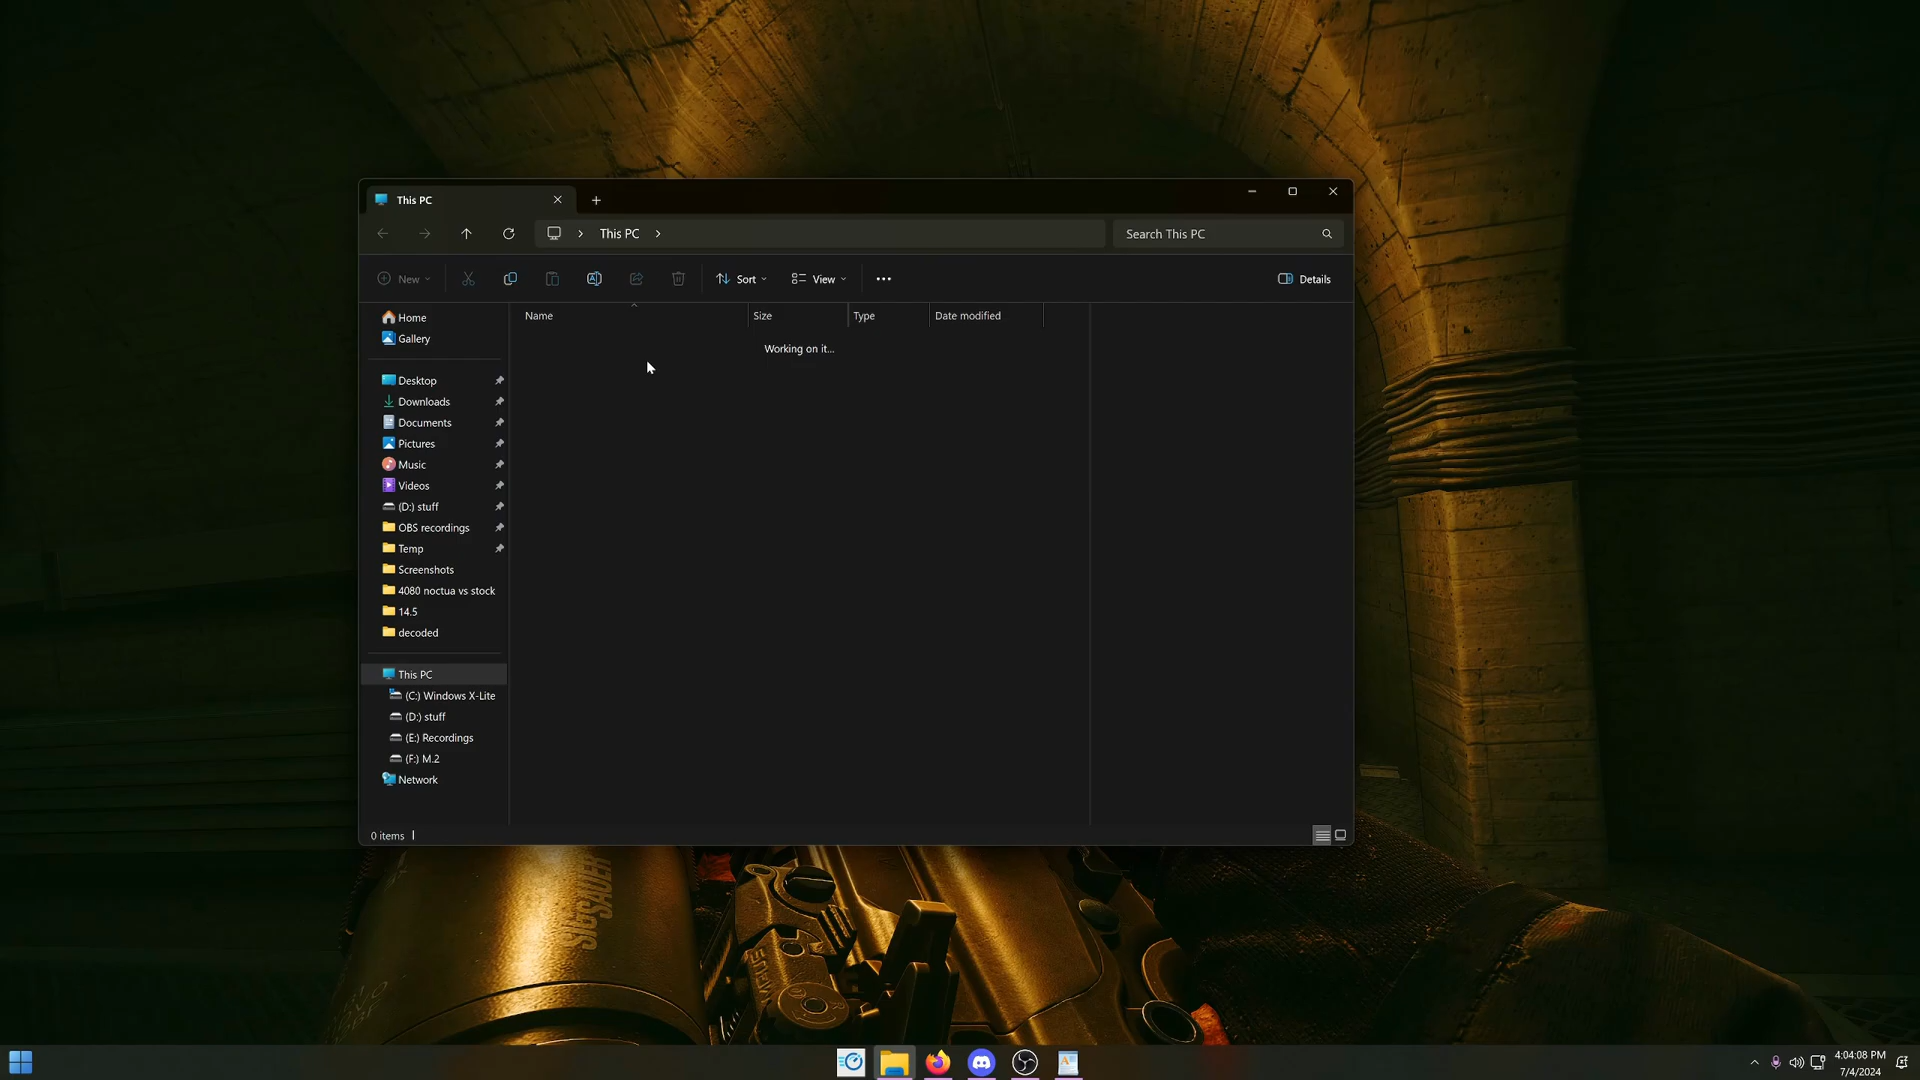 This PC
This PC
Search This PC
New
Sort
View
Details
Name
Size
Type
Date modified
Working on it...
Home
Gallery
Desktop
Downloads
Documents
Pictures
Music
Videos
(D:) stuff
OBS recordings
Temp
Screenshots
4080 noctua vs stock
14.5
decoded
This PC
(C:) Windows X-Lite
(D:) stuff
(E:) Recordings
(F:) M.2
Network
0 items
SIG SAUER
4:04:08 PM
7/4/2024